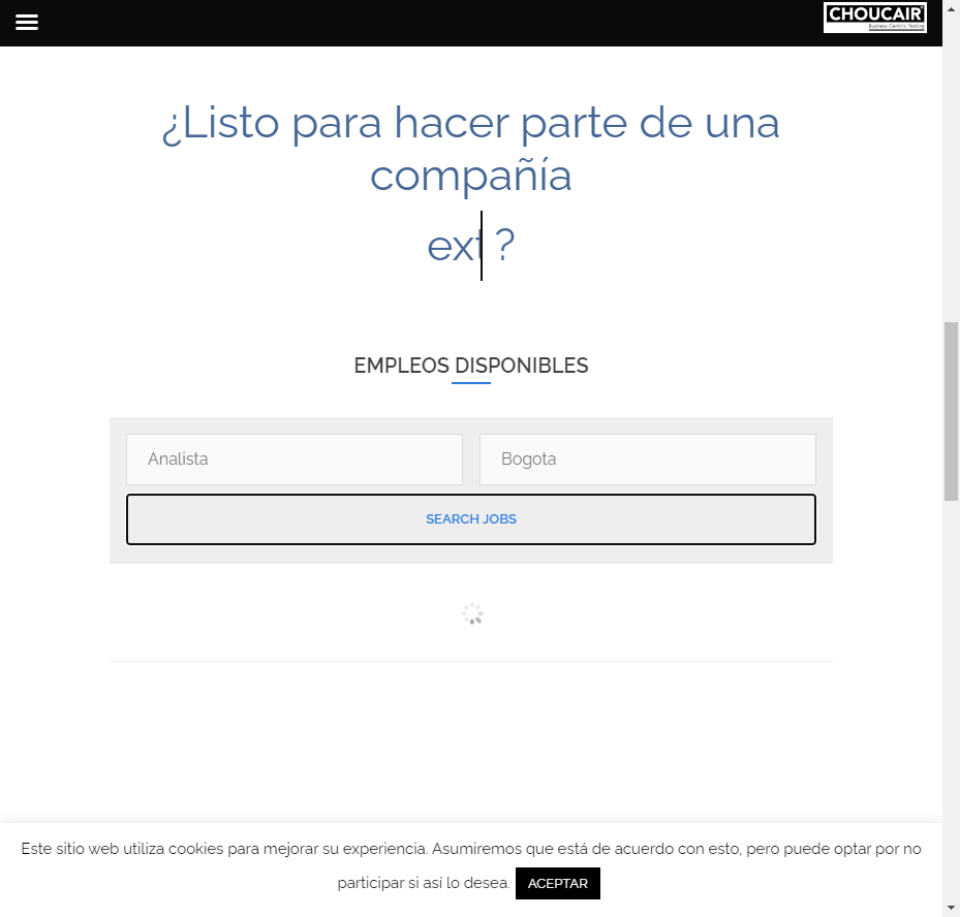 CHOUCAIR
Business Centric Testing
¿Listo para hacer parte de una
compañía
ext ?
EMPLEOS DISPONIBLES
Analista
Bogota
SEARCH JOBS
Este sitio web utiliza cookies para mejorar su experiencia. Asumiremos que está de acuerdo con esto, pero puede optar por no
participar si así lo desea. ACEPTAR